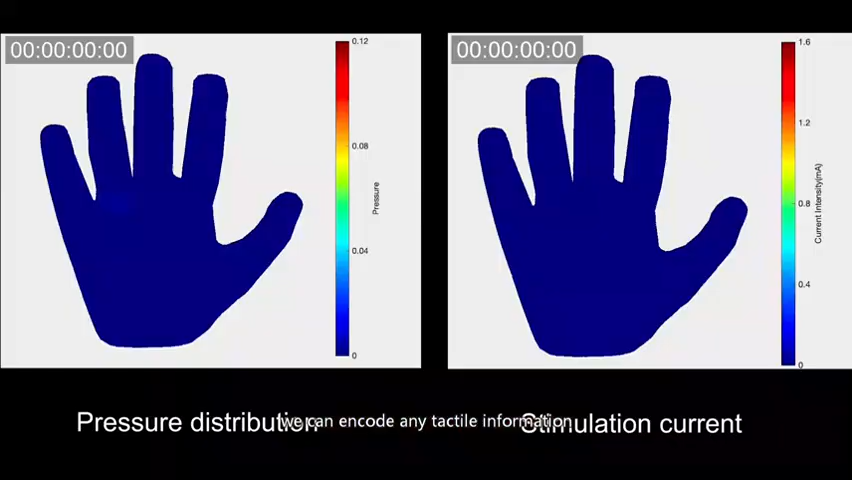 00:00:00:00
0.12
0.08
0.04
0
Pressure
00:00:00:00
1.6
1.2
0.8
0.4
0
Current Intensity(mA)
Pressure distribution
we can encode any tactile information
Stimulation current